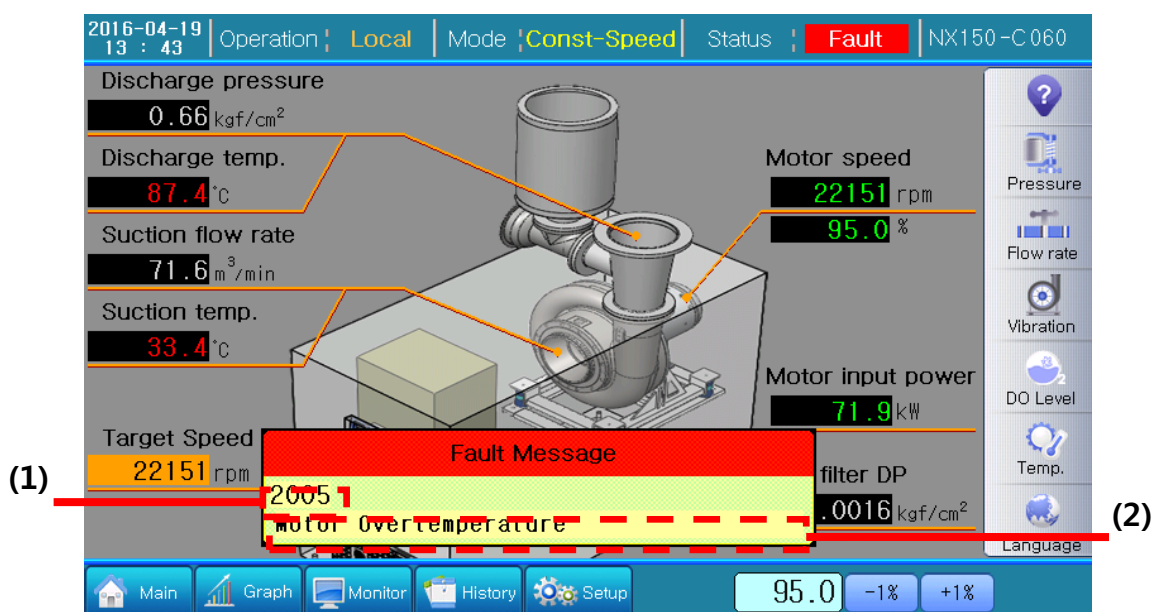 2016-04-19
13 : 43
Operation ¦ Local
Mode ¦ Const-Speed
Status ¦ Fault
NX150-C060
Discharge pressure
0.66 kgf/cm²
Discharge temp.
87.4 °C
Suction flow rate
71.6 m³/min
Suction temp.
33.4 °C
Motor speed
22151 rpm
95.0 %
Motor input power
71.9 kW
Target Speed
22151 rpm
filter DP
.0016 kgf/cm²
Fault Message
2005
Motor Overtemperature
(1)
(2)
?
Pressure
Flow rate
Vibration
2
DO Level
Temp.
Language
Main
Graph
Monitor
History
Setup
95.0
-1%
+1%